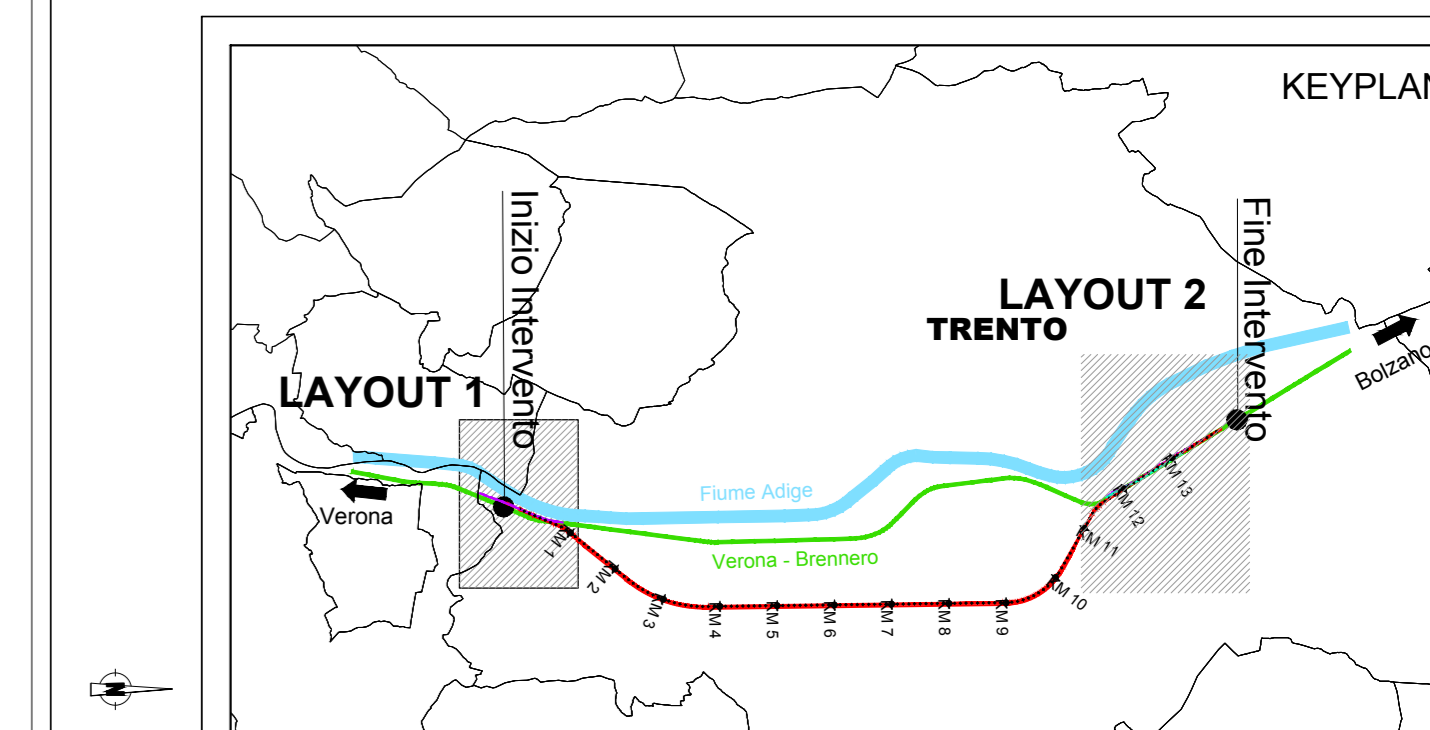 KEYPLAN
Inizio Intervento
Fine Intervento
LAYOUT 2
TRENTO
Bolzano
LAYOUT 1
Fiume Adige
Verona
Verona - Brennero
KM 1
KM 2
KM 3
KM 4
KM 5
KM 6
KM 7
KM 8
KM 9
KM 10
KM 11
KM 12
KM 13
N